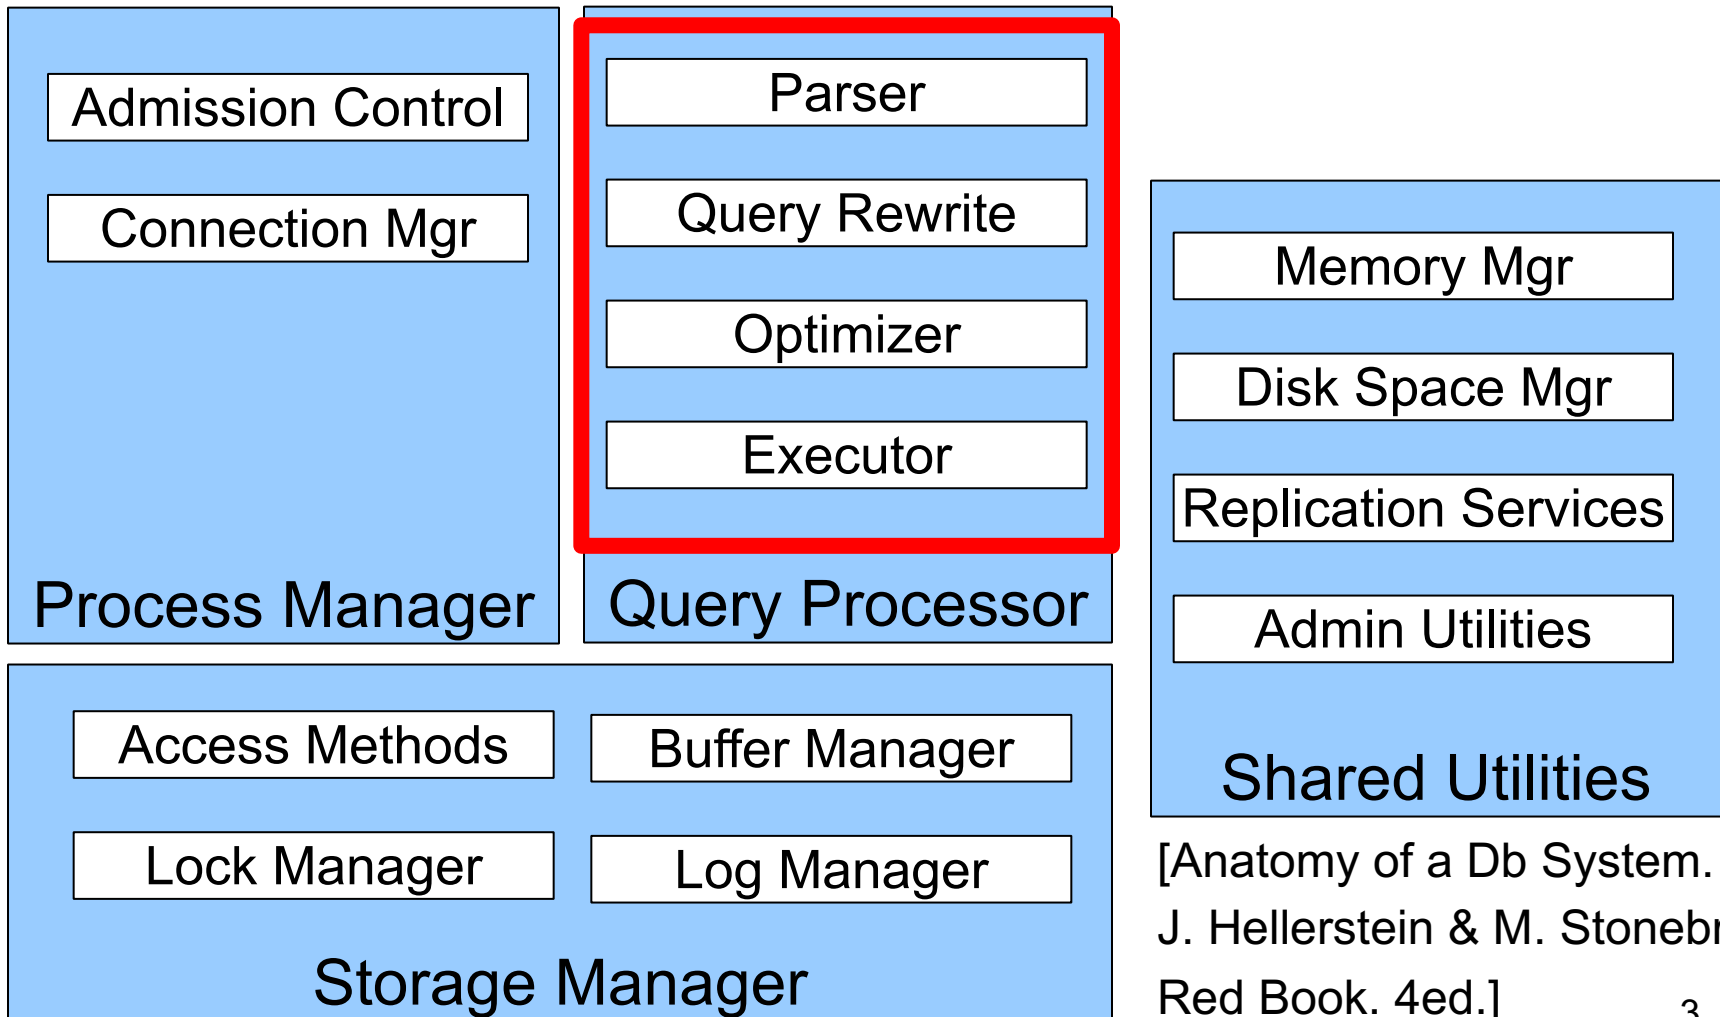 Admission Control
Connection Mgr
Process Manager
Parser
Query Rewrite
Optimizer
Executor
Query Processor
Memory Mgr
Disk Space Mgr
Replication Services
Admin Utilities
Shared Utilities
Access Methods
Buffer Manager
Lock Manager
Log Manager
Storage Manager
[Anatomy of a Db System.
J. Hellerstein & M.
Red Book. 4ed.]
3